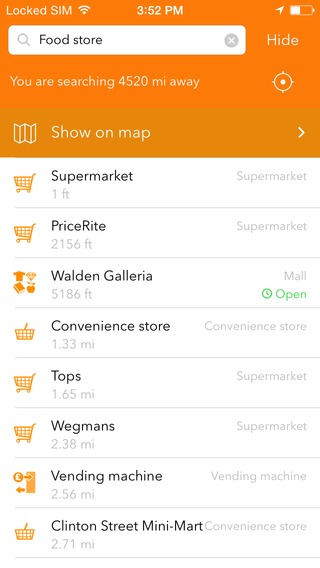 Locked SIM 3:52 PM
Food store Hide
You are searching 4520 mi away
Show on map
Supermarket Supermarket
1 ft
PriceRite Supermarket
2156 ft
Walden Galleria Mall
5186 ft Open
Convenience store Convenience store
1.33 mi
Tops Supermarket
1.65 mi
Wegmans Supermarket
2.38 mi
Vending machine Vending machine
2.56 mi
Clinton Street Mini-Mart Convenience store
2.71 mi